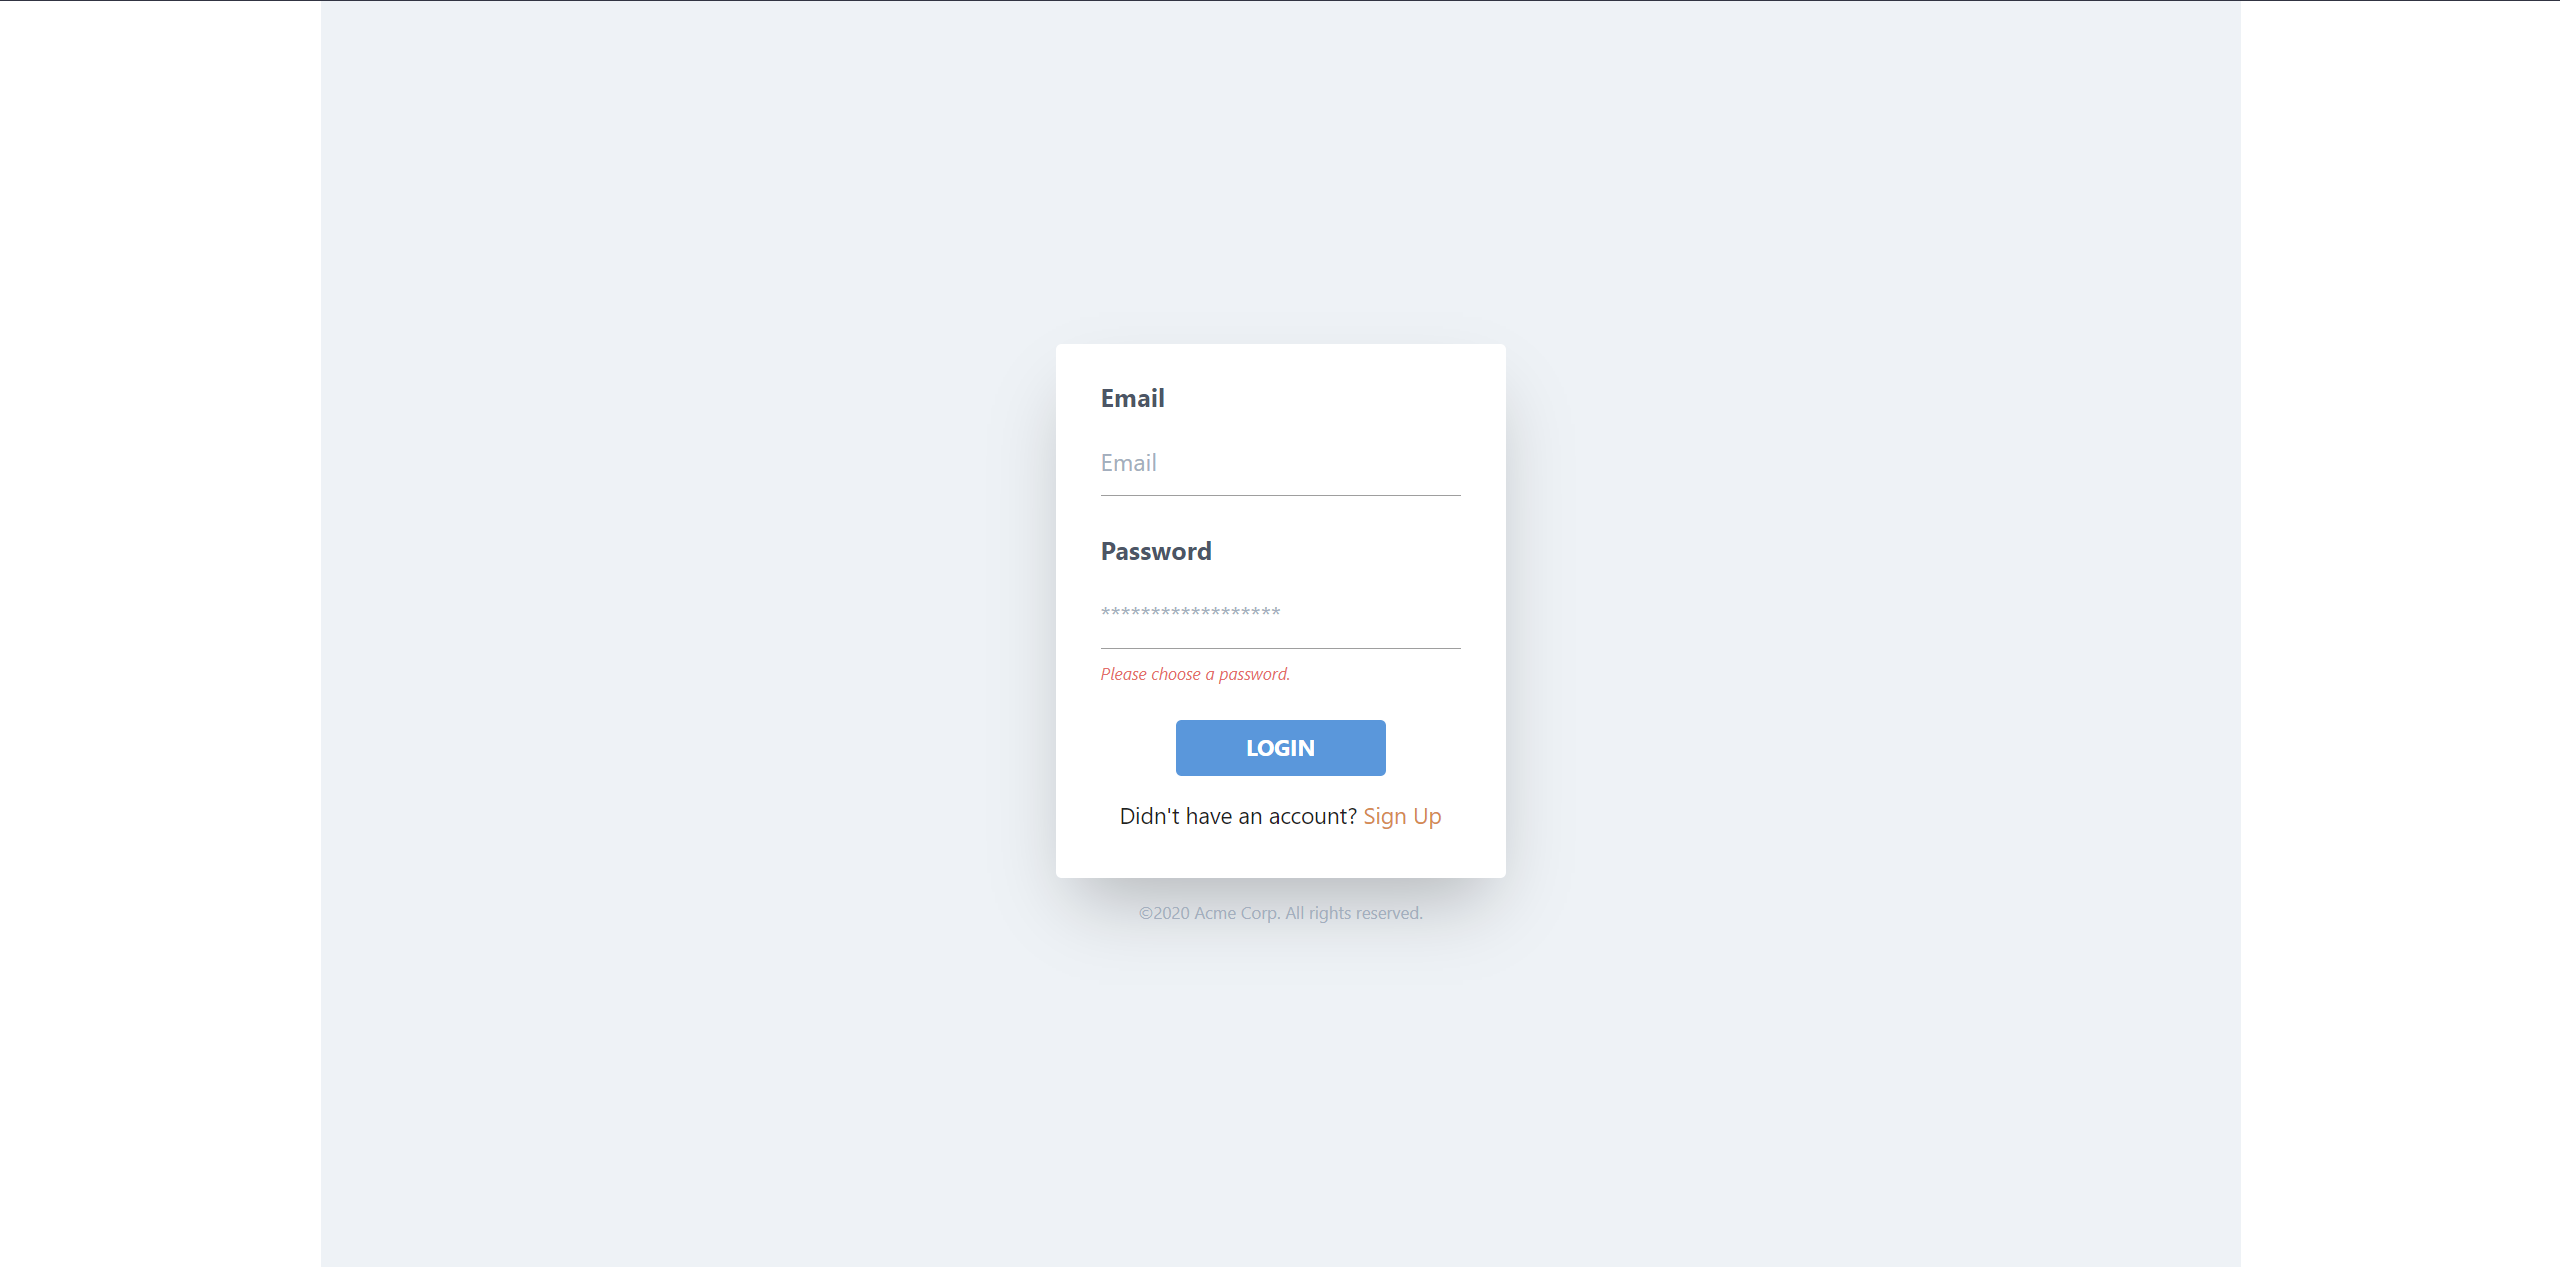 Email
Email
Password
******************
Please choose a password.
LOGIN
Didn't have an account? Sign Up
©2020 Acme Corp. All rights reserved.